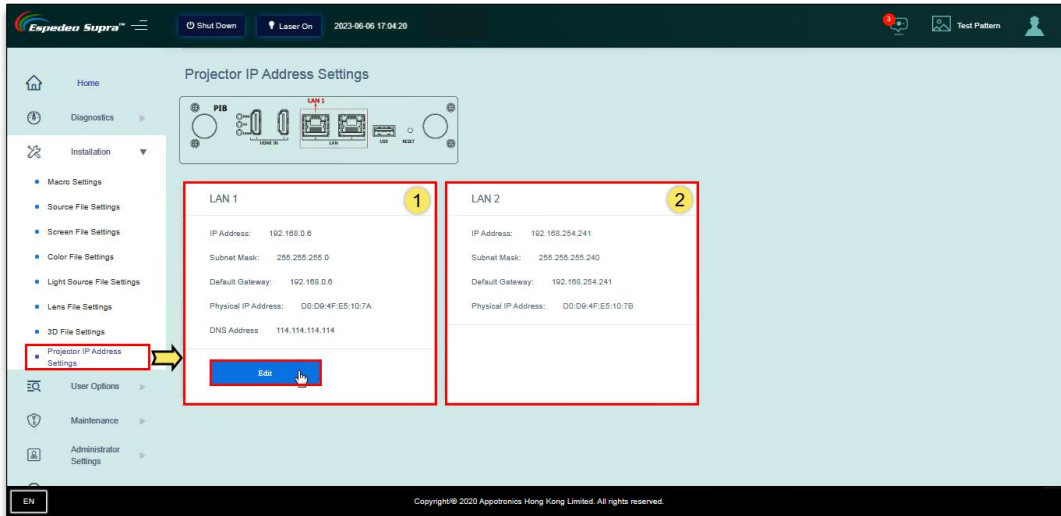 Espedeo Supra™
Shut Down
Laser On
2023-06-06 17:04:20
3
Test Pattern
Home
Diagnostics
Installation
Macro Settings
Source File Settings
Screen File Settings
Color File Settings
Light Source File Settings
Lens File Settings
3D File Settings
Projector IP Address
Settings
User Options
Maintenance
Administrator
Settings
Projector IP Address Settings
LAN 1
PIB
HDMI IN
LAN
USB
RESET
LAN 1
1
IP Address: 192.168.0.6
Subnet Mask: 255.255.255.0
Default Gateway: 192.168.0.6
Physical IP Address: D0:D9:4F:E5:10:7A
DNS Address 114.114.114.114
Edit
LAN 2
2
IP Address: 192.168.254.241
Subnet Mask: 255.255.255.240
Default Gateway: 192.168.254.241
Physical IP Address: D0:D9:4F:E5:10:7B
EN
Copyright/© 2020 Appotronics Hong Kong Limited. All rights reserved.